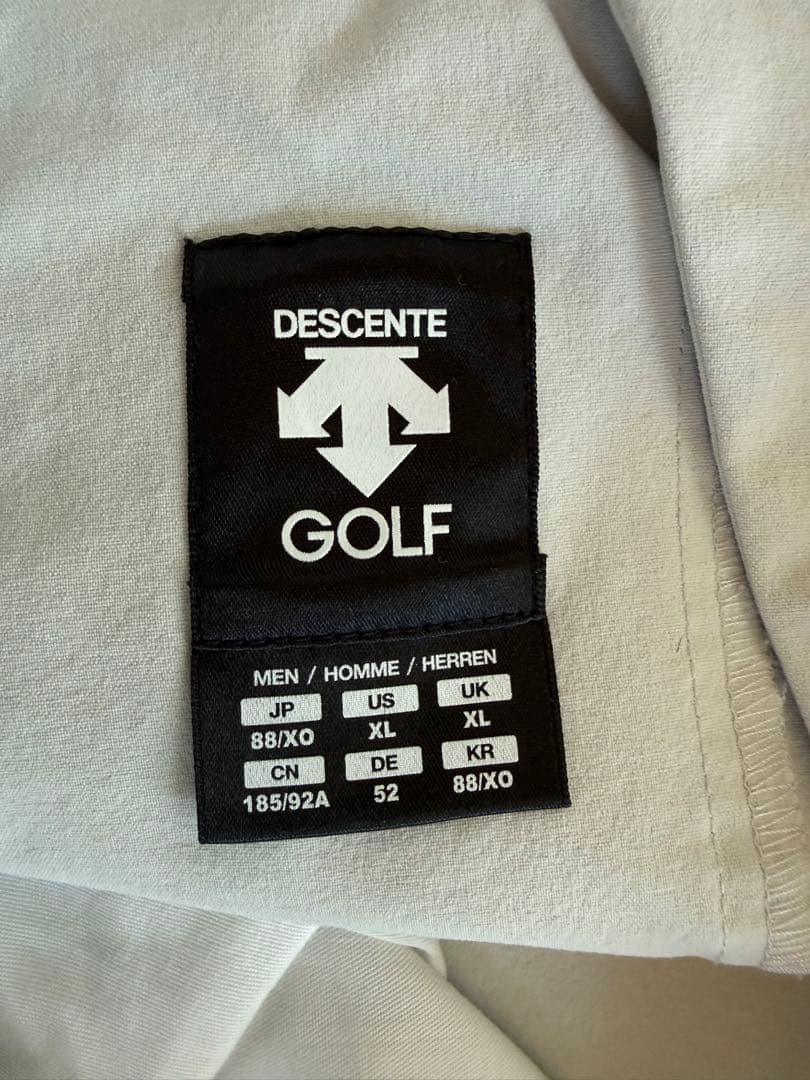 DESCENTE
GOLF
MEN / HOMME / HERREN
JP US UK
88/XO XL XL
CN DE KR
185/92A 52 88/XO